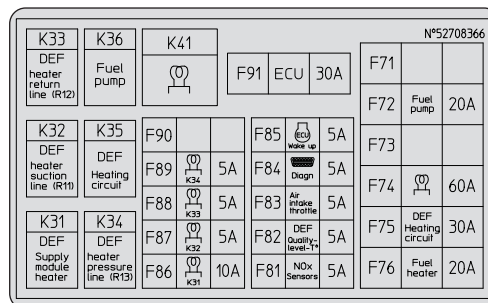 N°52708366
K33
DEF
heater
return
line (R12)
K36
Fuel
pump
K41
F91 ECU 30A
K32
DEF
heater
suction
line (R11)
K35
DEF
Heating
circuit
K31
DEF
Supply
module
heater
K34
DEF
heater
pressure
line (R13)
F90
F89 K34 5A
F88 K33 5A
F87 K32 5A
F86 K31 10A
F85 ECU Wake up 5A
F84 Diagn 5A
F83 Air intake throttle 5A
F82 DEF Quality-level-T° 5A
F81 NOx Sensors 5A
F71
F72 Fuel pump 20A
F73
F74 60A
F75 DEF Heating circuit 30A
F76 Fuel heater 20A